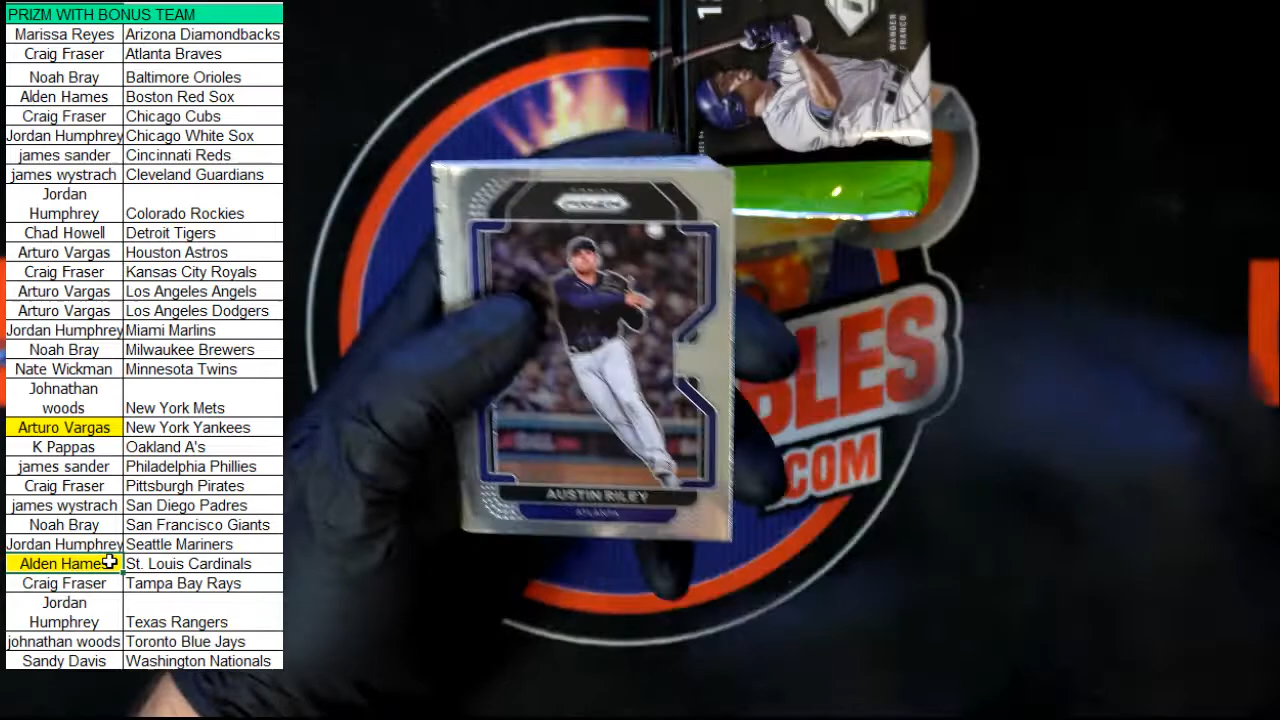 PRIZM WITH BONUS TEAM
Marissa Reyes Arizona Diamondbacks
Craig Fraser Atlanta Braves
Noah Bray Baltimore Orioles
Alden Hames Boston Red Sox
Craig Fraser Chicago Cubs
Jordan Humphrey Chicago White Sox
james sander Cincinnati Reds
james wystrach Cleveland Guardians
Jordan
Humphrey Colorado Rockies
Chad Howell Detroit Tigers
Arturo Vargas Houston Astros
Craig Fraser Kansas City Royals
Arturo Vargas Los Angeles Angels
Arturo Vargas Los Angeles Dodgers
Jordan Humphrey Miami Marlins
Noah Bray Milwaukee Brewers
Nate Wickman Minnesota Twins
Johnathan
woods New York Mets
Arturo Vargas New York Yankees
K Pappas Oakland A's
james sander Philadelphia Phillies
Craig Fraser Pittsburgh Pirates
james wystrach San Diego Padres
Noah Bray San Francisco Giants
Jordan Humphrey Seattle Mariners
Alden Hames St. Louis Cardinals
Craig Fraser Tampa Bay Rays
Jordan
Humphrey Texas Rangers
johnathan woods Toronto Blue Jays
Sandy Davis Washington Nationals
WANDER
FRANCO
PRIZM
AUSTIN RILEY
ATLANTA
BLES
.COM